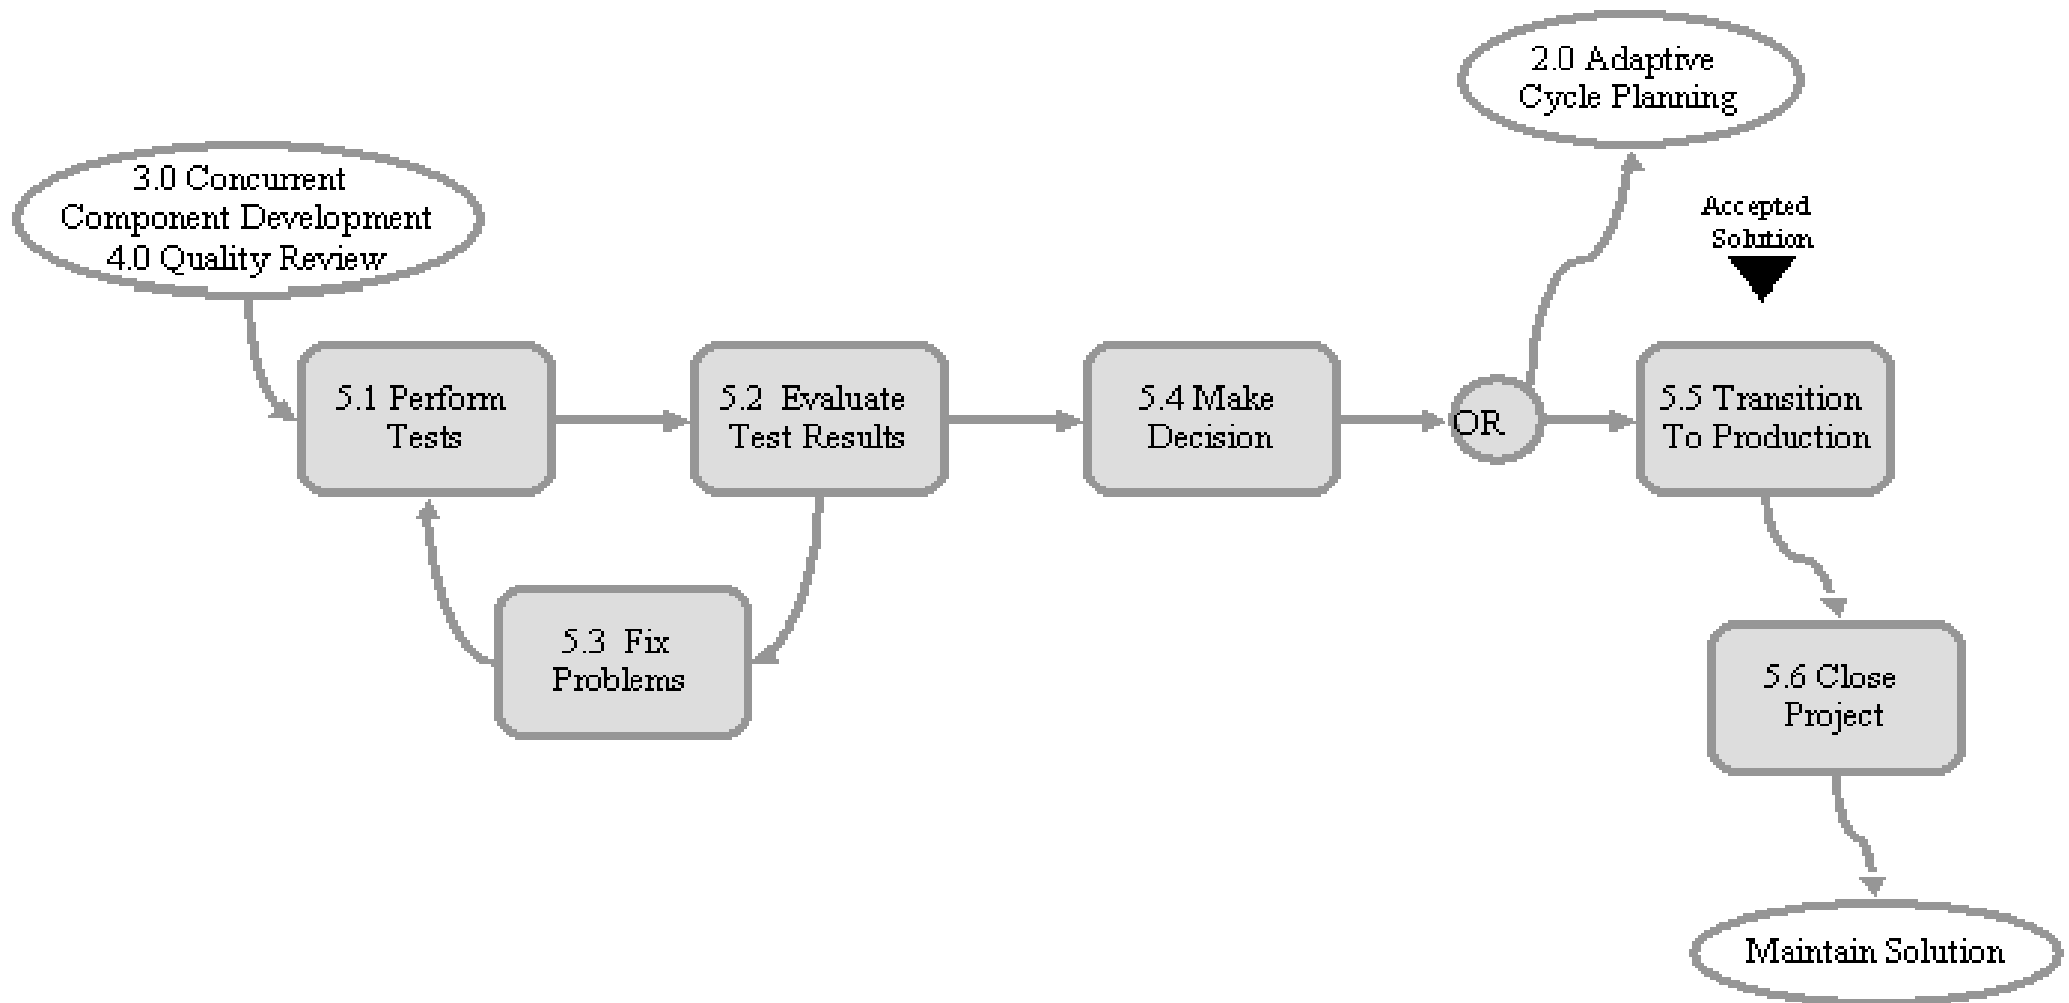 2.0 Adaptive
Cycle Planning
3.0 Concurrent
Component Development
4.0 Quality Review
Accepted
Solution
5.1 Perform
Tests
5.2 Evaluate
Test Results
5.4 Make
Decision
OR
5.5 Transition
To Production
5.3 Fix
Problems
5.6 Close
Project
Maintain Solution